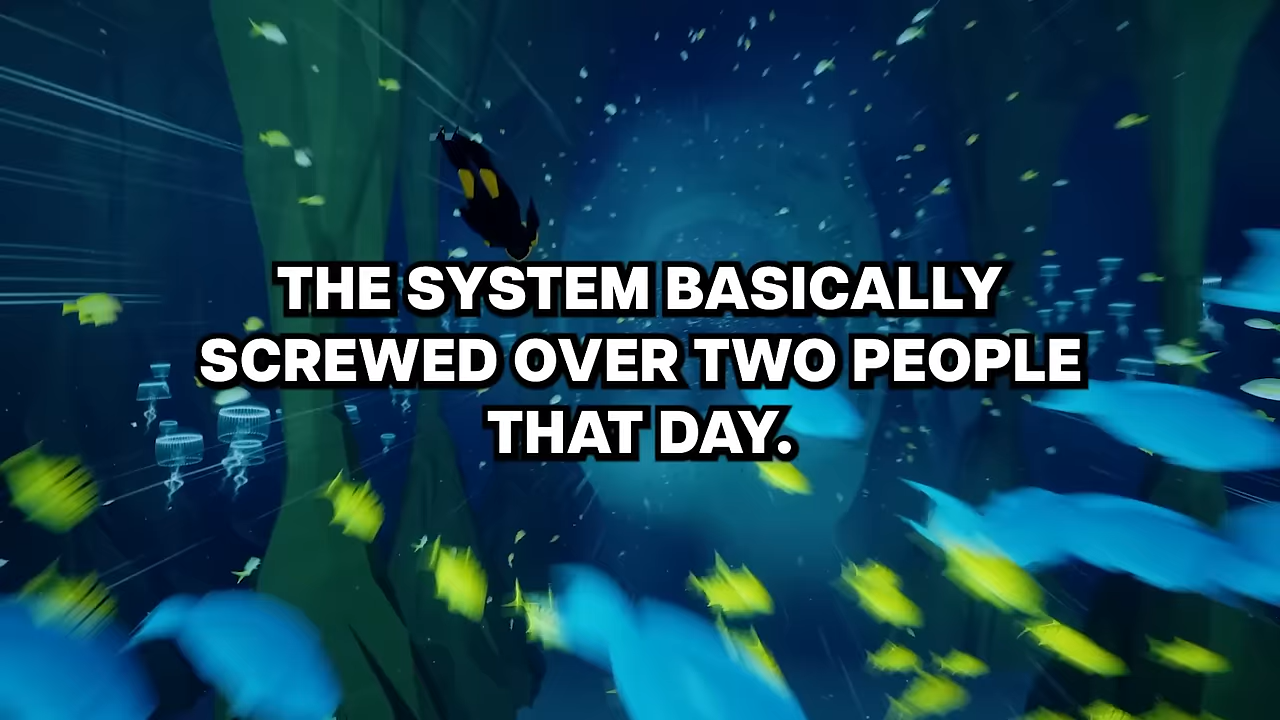 THE SYSTEM BASICALLY
SCREWED OVER TWO PEOPLE
THAT DAY.